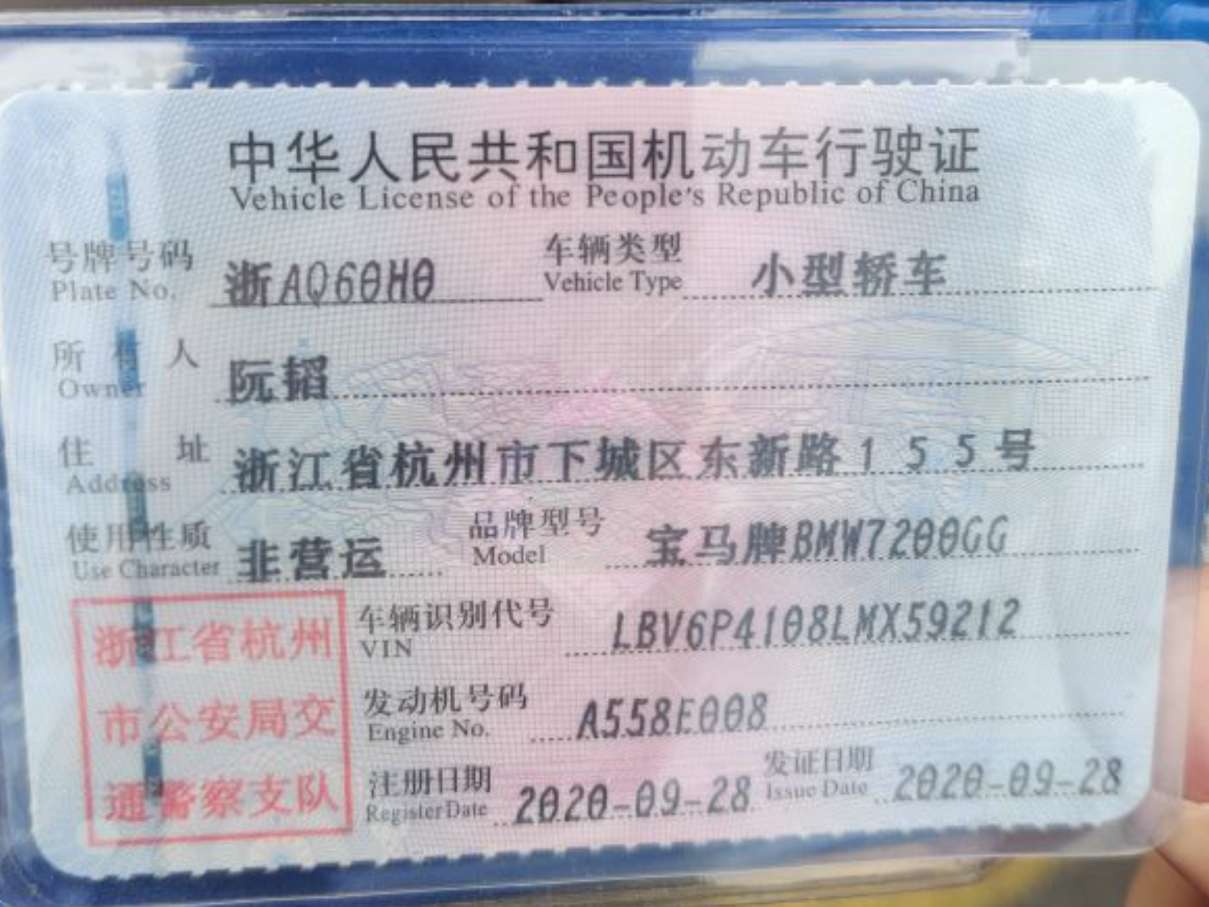 中华人民共和国机动车行驶证
Vehicle License of the People's Republic of China
号牌号码 浙AQ60H0 车辆类型 小型轿车
Plate No. Vehicle Type
所有人 阮韬
Owner
住址 浙江省杭州市下城区东新路155号
Address
使用性质 非营运 品牌型号 宝马牌BMW7200GG
Use Character Model
浙江省杭州
市公安局交
通警察支队
车辆识别代号 LBV6P4108LMX59212
VIN
发动机号码 A558E008
Engine No.
注册日期 2020-09-28 发证日期 2020-09-28
Register Date Issue Date